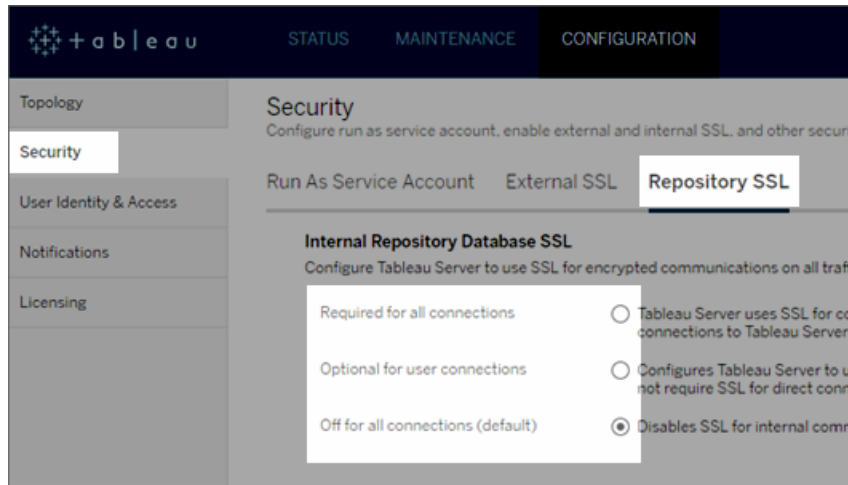 + a b | e a u
STATUS MAINTENANCE CONFIGURATION
Topology
Security
User Identity & Access
Notifications
Licensing
Security
Configure run as service account, enable external and internal SSL, and other securi
Run As Service Account External SSL Repository SSL
Internal Repository Database SSL
Configure Tableau Server to use SSL for encrypted communications on all traf
Required for all connections Tableau Server uses SSL for co
connections to Tableau Server
Optional for user connections Configures Tableau Server to u
not require SSL for direct conn
Off for all connections (default) Disables SSL for internal comm